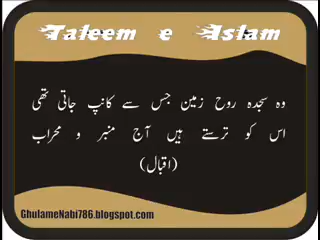 Taleem e Islam
وہ سجدہ روح زمین جس سے کانپ جاتی تھی
اس کو ترستے ہیں آج منبر و محراب
(اقبال)
GhulameNabi786.blogspot.com